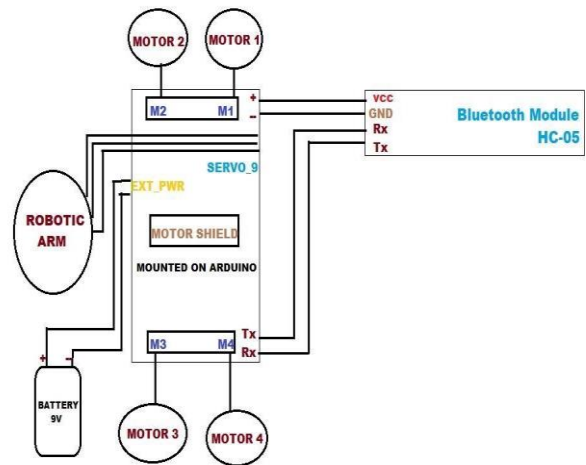 MOTOR 2
MOTOR 1
M2
M1
+
--
VCC
GND
Rx
Tx
Bluetooth Module
HC-05
SERVO_9
EXT_PWR
ROBOTIC
ARM
MOTOR SHIELD
MOUNTED ON ARDUINO
Tx
Rx
M3
M4
+
--
BATTERY
9V
MOTOR 3
MOTOR 4